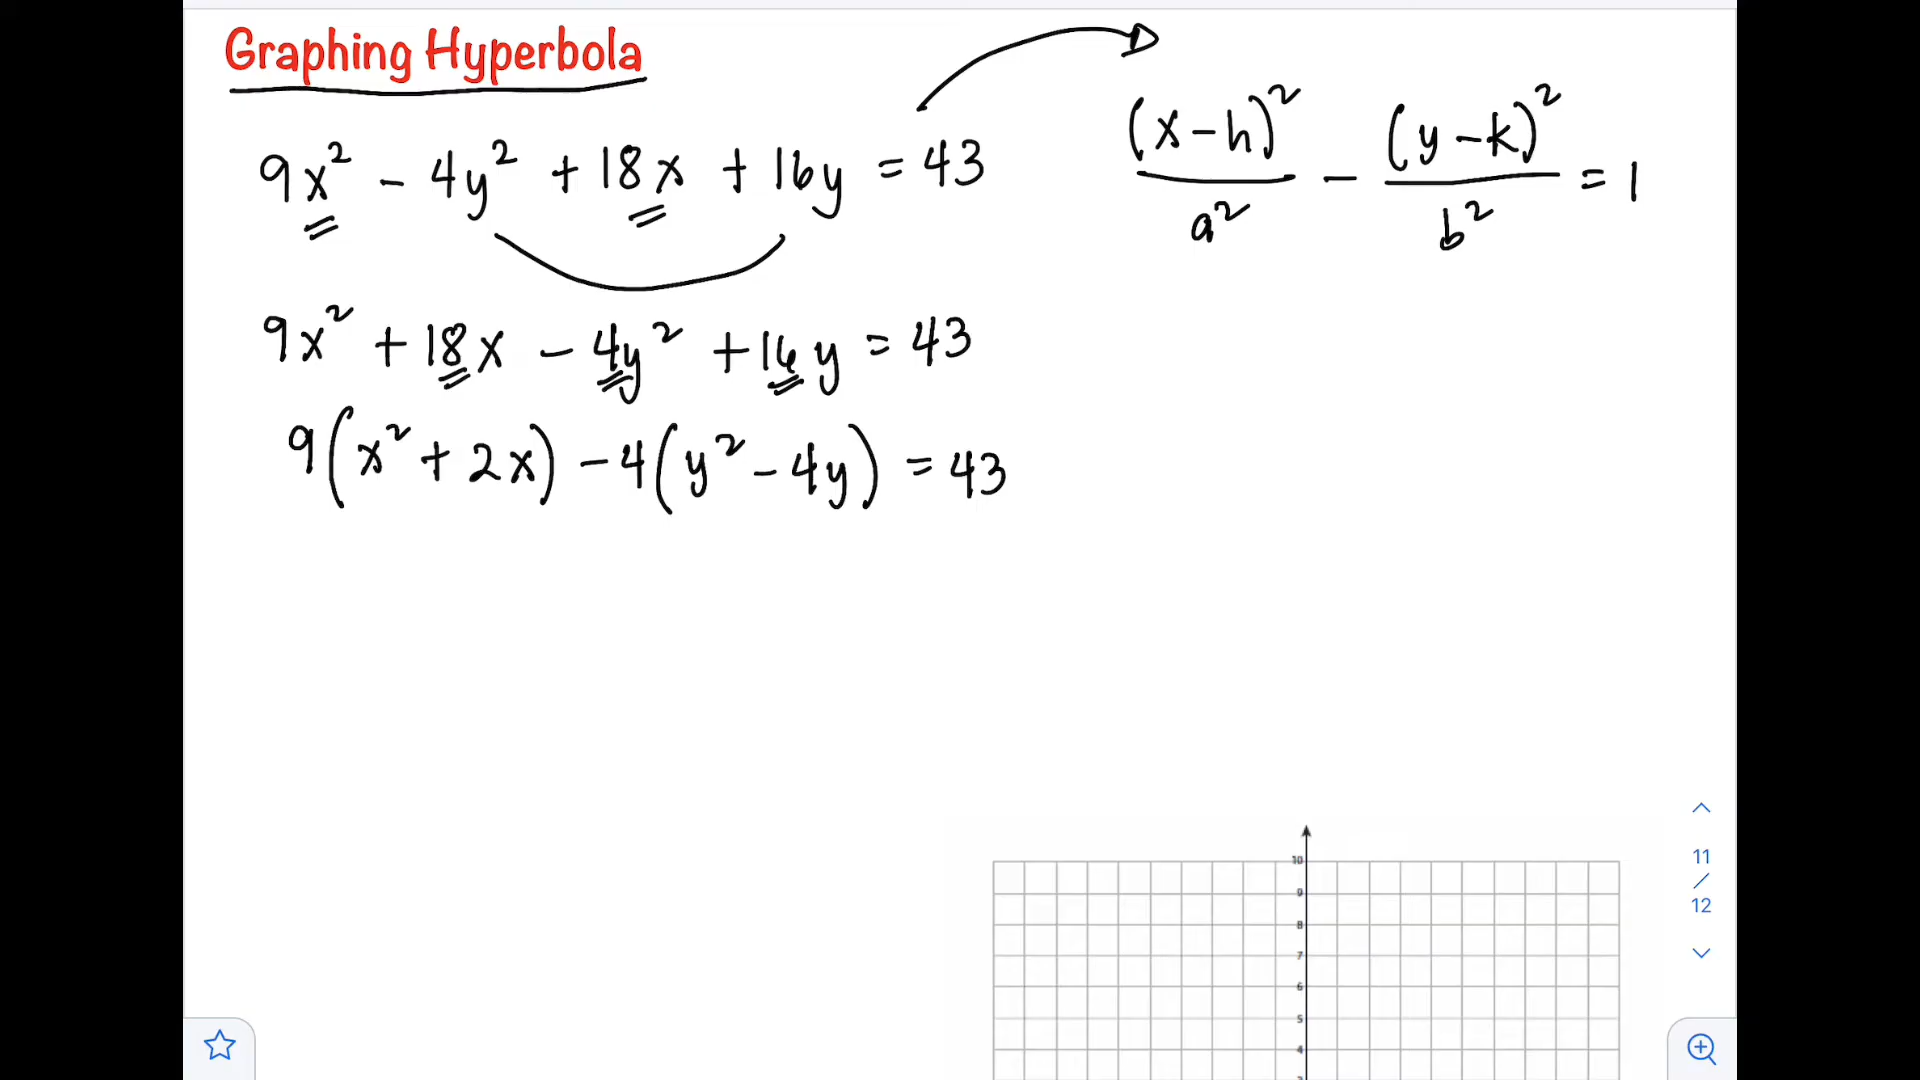 Graphing Hyperbola
9x² - 4y² + 18x + 16y = 43
(x-h)²/a² - (y-k)²/b² = 1
9x² + 18x - 4y² + 16y = 43
9(x² + 2x) - 4(y² - 4y) = 43
10
9
8
7
6
5
4
11
/
12